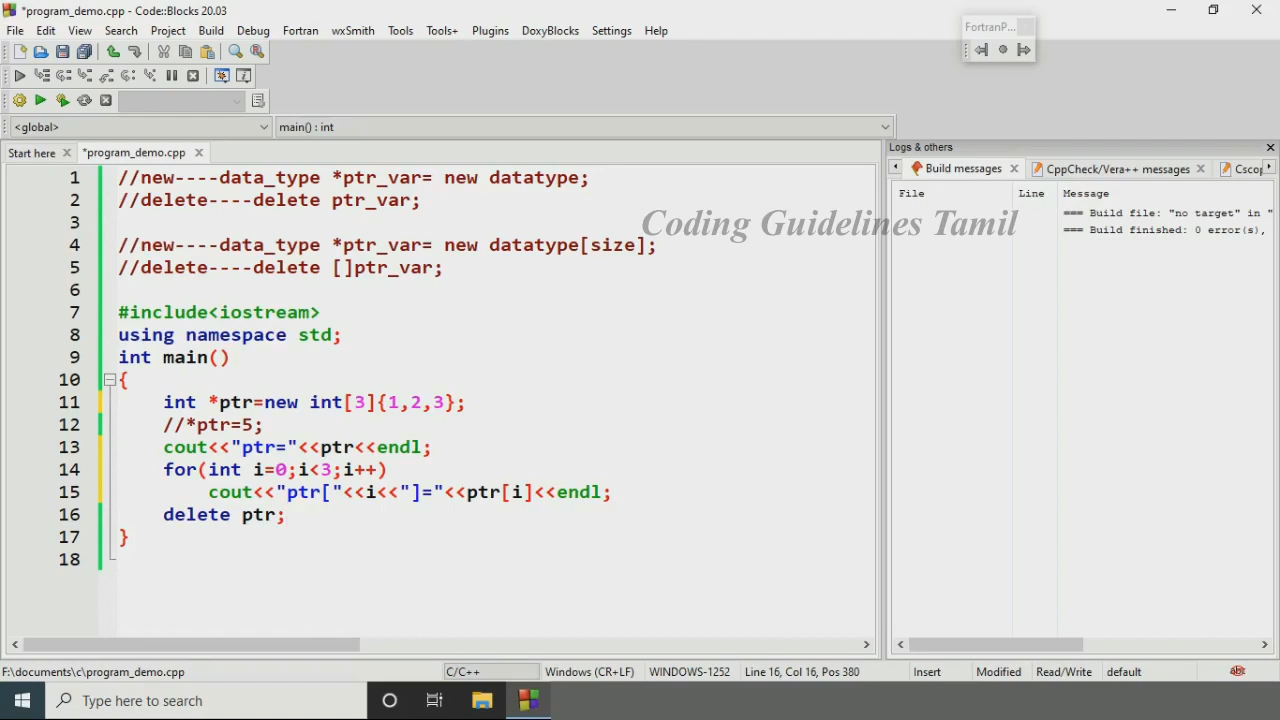 *program_demo.cpp - Code::Blocks 20.03
File Edit View Search Project Build Debug Fortran wxSmith Tools Tools+ Plugins DoxyBlocks Settings Help
FortranP...
<global> main() : int
Start here *program_demo.cpp
Logs & others
Build messages CppCheck/Vera++ messages Cscop
File Line Message
=== Build file: "no target" in "
=== Build finished: 0 error(s),
Coding Guidelines Tamil
1 //new----data_type *ptr_var= new datatype;
2 //delete----delete ptr_var;
3
4 //new----data_type *ptr_var= new datatype[size];
5 //delete----delete []ptr_var;
6
7 #include<iostream>
8 using namespace std;
9 int main()
10 {
11 int *ptr=new int[3]{1,2,3};
12 //*ptr=5;
13 cout<<"ptr="<<ptr<<endl;
14 for(int i=0;i<3;i++)
15 cout<<"ptr["<<i<<"]="<<ptr[i]<<endl;
16 delete ptr;
17 }
18
F:\documents\c\program_demo.cpp C/C++ Windows (CR+LF) WINDOWS-1252 Line 16, Col 16, Pos 380 Insert Modified Read/Write default
Type here to search